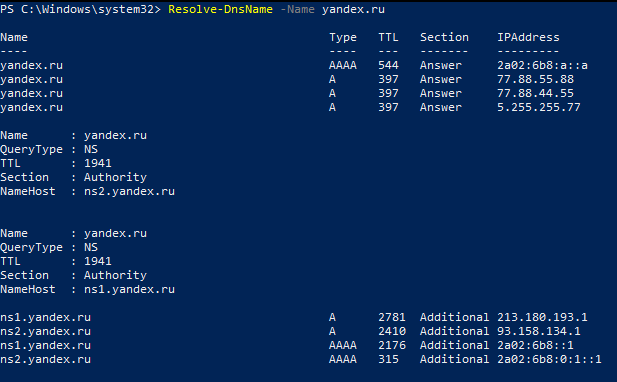 PS C:\Windows\system32> Resolve-DnsName -Name yandex.ru
Name Type TTL Section IPAddress
---- ---- --- ------- ---------
yandex.ru AAAA 544 Answer 2a02:6b8:a::a
yandex.ru A 397 Answer 77.88.55.88
yandex.ru A 397 Answer 77.88.44.55
yandex.ru A 397 Answer 5.255.255.77
Name : yandex.ru
QueryType : NS
TTL : 1941
Section : Authority
NameHost : ns2.yandex.ru
Name : yandex.ru
QueryType : NS
TTL : 1941
Section : Authority
NameHost : ns1.yandex.ru
ns1.yandex.ru A 2781 Additional 213.180.193.1
ns2.yandex.ru A 2410 Additional 93.158.134.1
ns1.yandex.ru AAAA 2176 Additional 2a02:6b8::1
ns2.yandex.ru AAAA 315 Additional 2a02:6b8:0:1::1